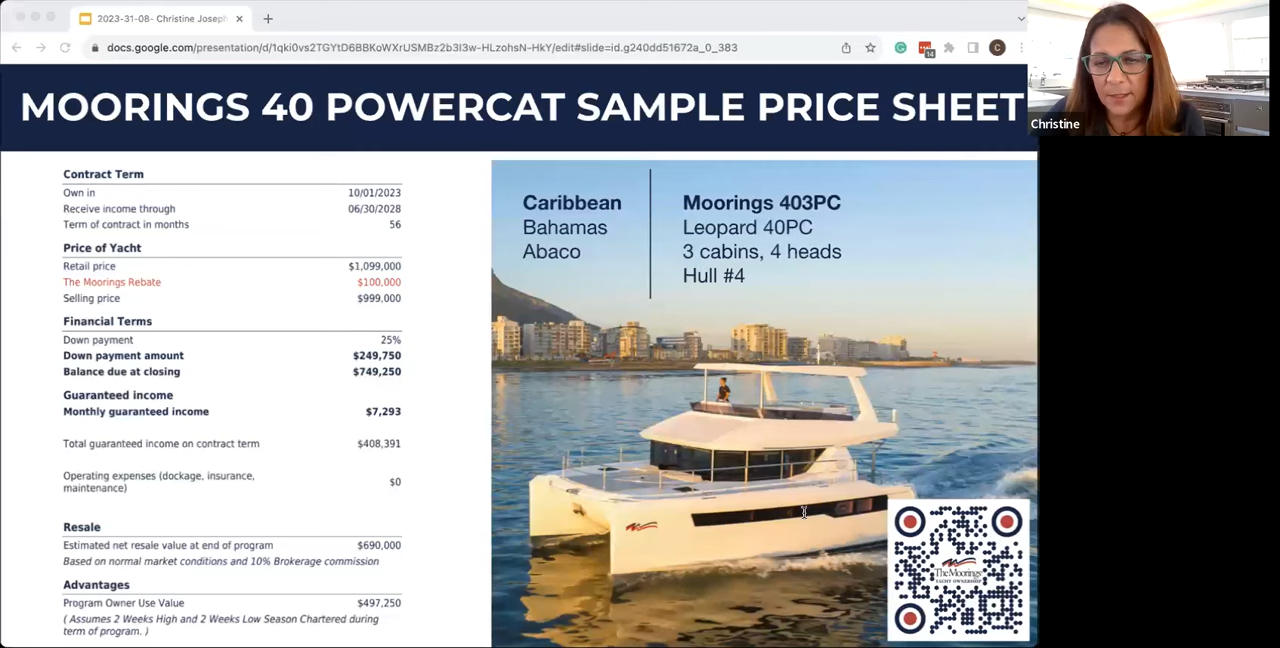 2023-31-08- Christine Joseph
docs.google.com/presentation/d/1qki0vs2TGYtD6BBKoWXrUSMBz2b3I3w-HLzohsN-HkY/edit#slide=id.g240dd51672a_0_383
14
C
Christine
MOORINGS 40 POWERCAT SAMPLE PRICE SHEET
Contract Term
Own in 10/01/2023
Receive income through 06/30/2028
Term of contract in months 56
Price of Yacht
Retail price $1,099,000
The Moorings Rebate $100,000
Selling price $999,000
Financial Terms
Down payment 25%
Down payment amount $249,750
Balance due at closing $749,250
Guaranteed income
Monthly guaranteed income $7,293
Total guaranteed income on contract term $408,391
Operating expenses (dockage, insurance,
maintenance) $0
Resale
Estimated net resale value at end of program $690,000
Based on normal market conditions and 10% Brokerage commission
Advantages
Program Owner Use Value $497,250
( Assumes 2 Weeks High and 2 Weeks Low Season Chartered during
term of program. )
Caribbean
Bahamas
Abaco
Moorings 403PC
Leopard 40PC
3 cabins, 4 heads
Hull #4
The Moorings
YACHT OWNERSHIP